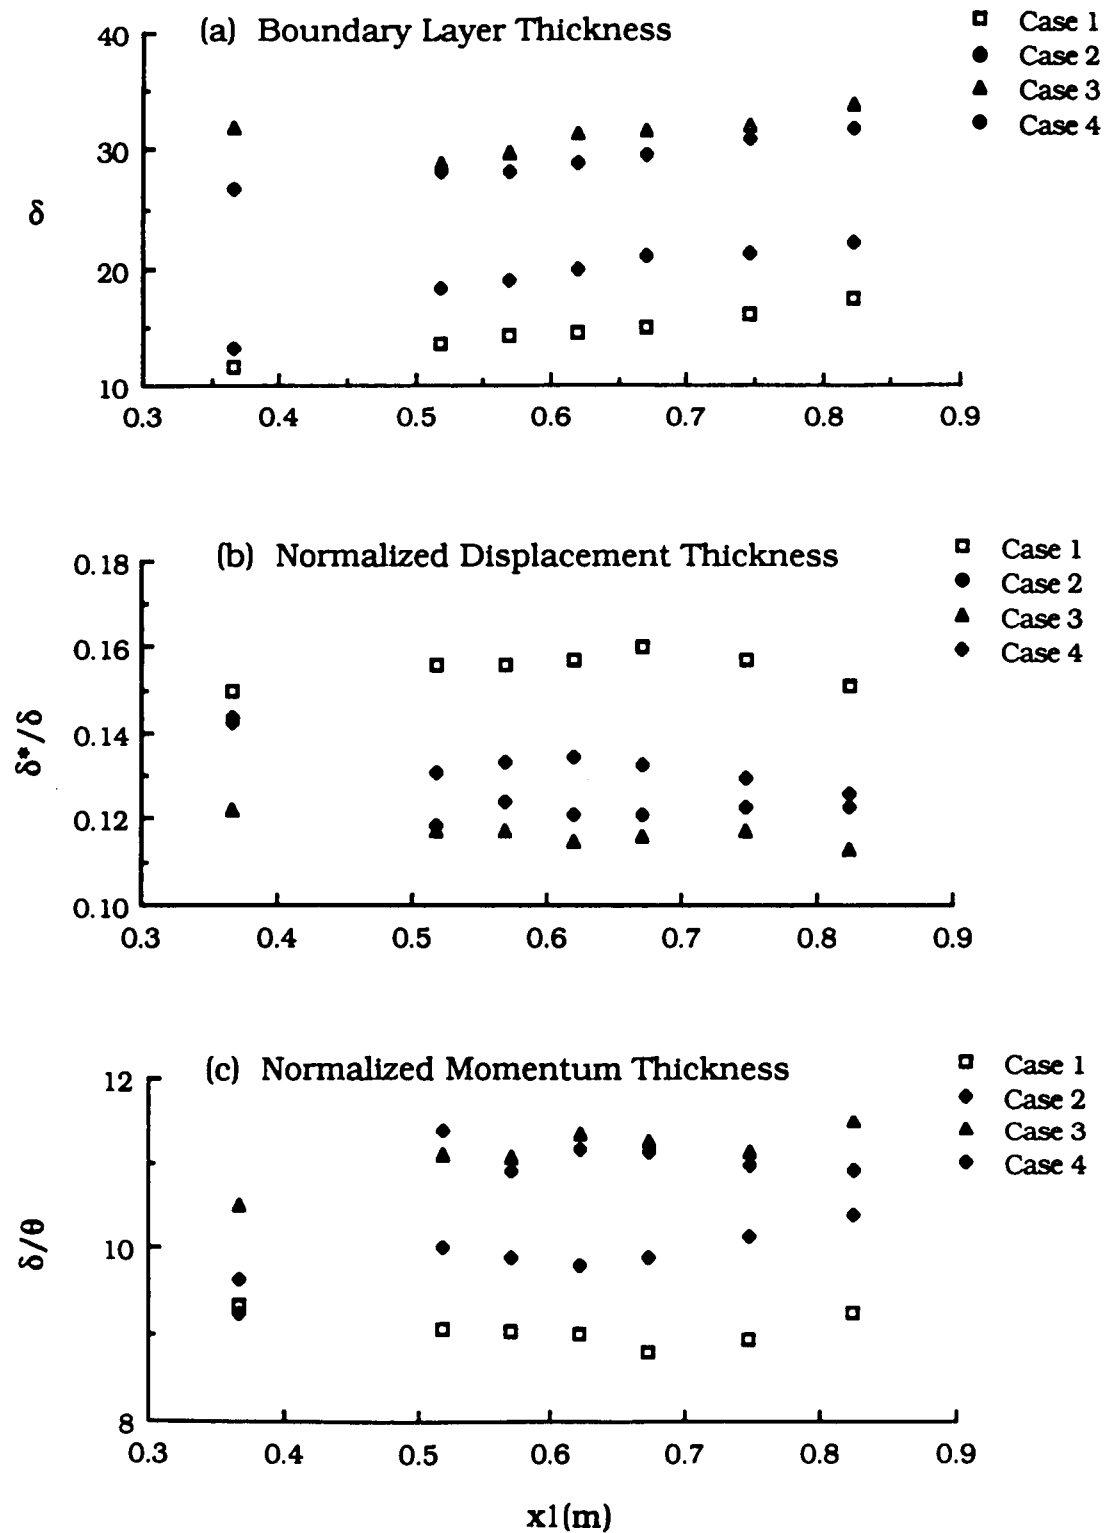 (a) Boundary Layer Thickness
Case 1
Case 2
Case 3
Case 4
40
30
20
10
δ
0.3 0.4 0.5 0.6 0.7 0.8 0.9
(b) Normalized Displacement Thickness
Case 1
Case 2
Case 3
Case 4
0.18
0.16
0.14
0.12
0.10
δ*/δ
0.3 0.4 0.5 0.6 0.7 0.8 0.9
(c) Normalized Momentum Thickness
Case 1
Case 2
Case 3
Case 4
12
10
8
δ/θ
0.3 0.4 0.5 0.6 0.7 0.8 0.9
x1(m)